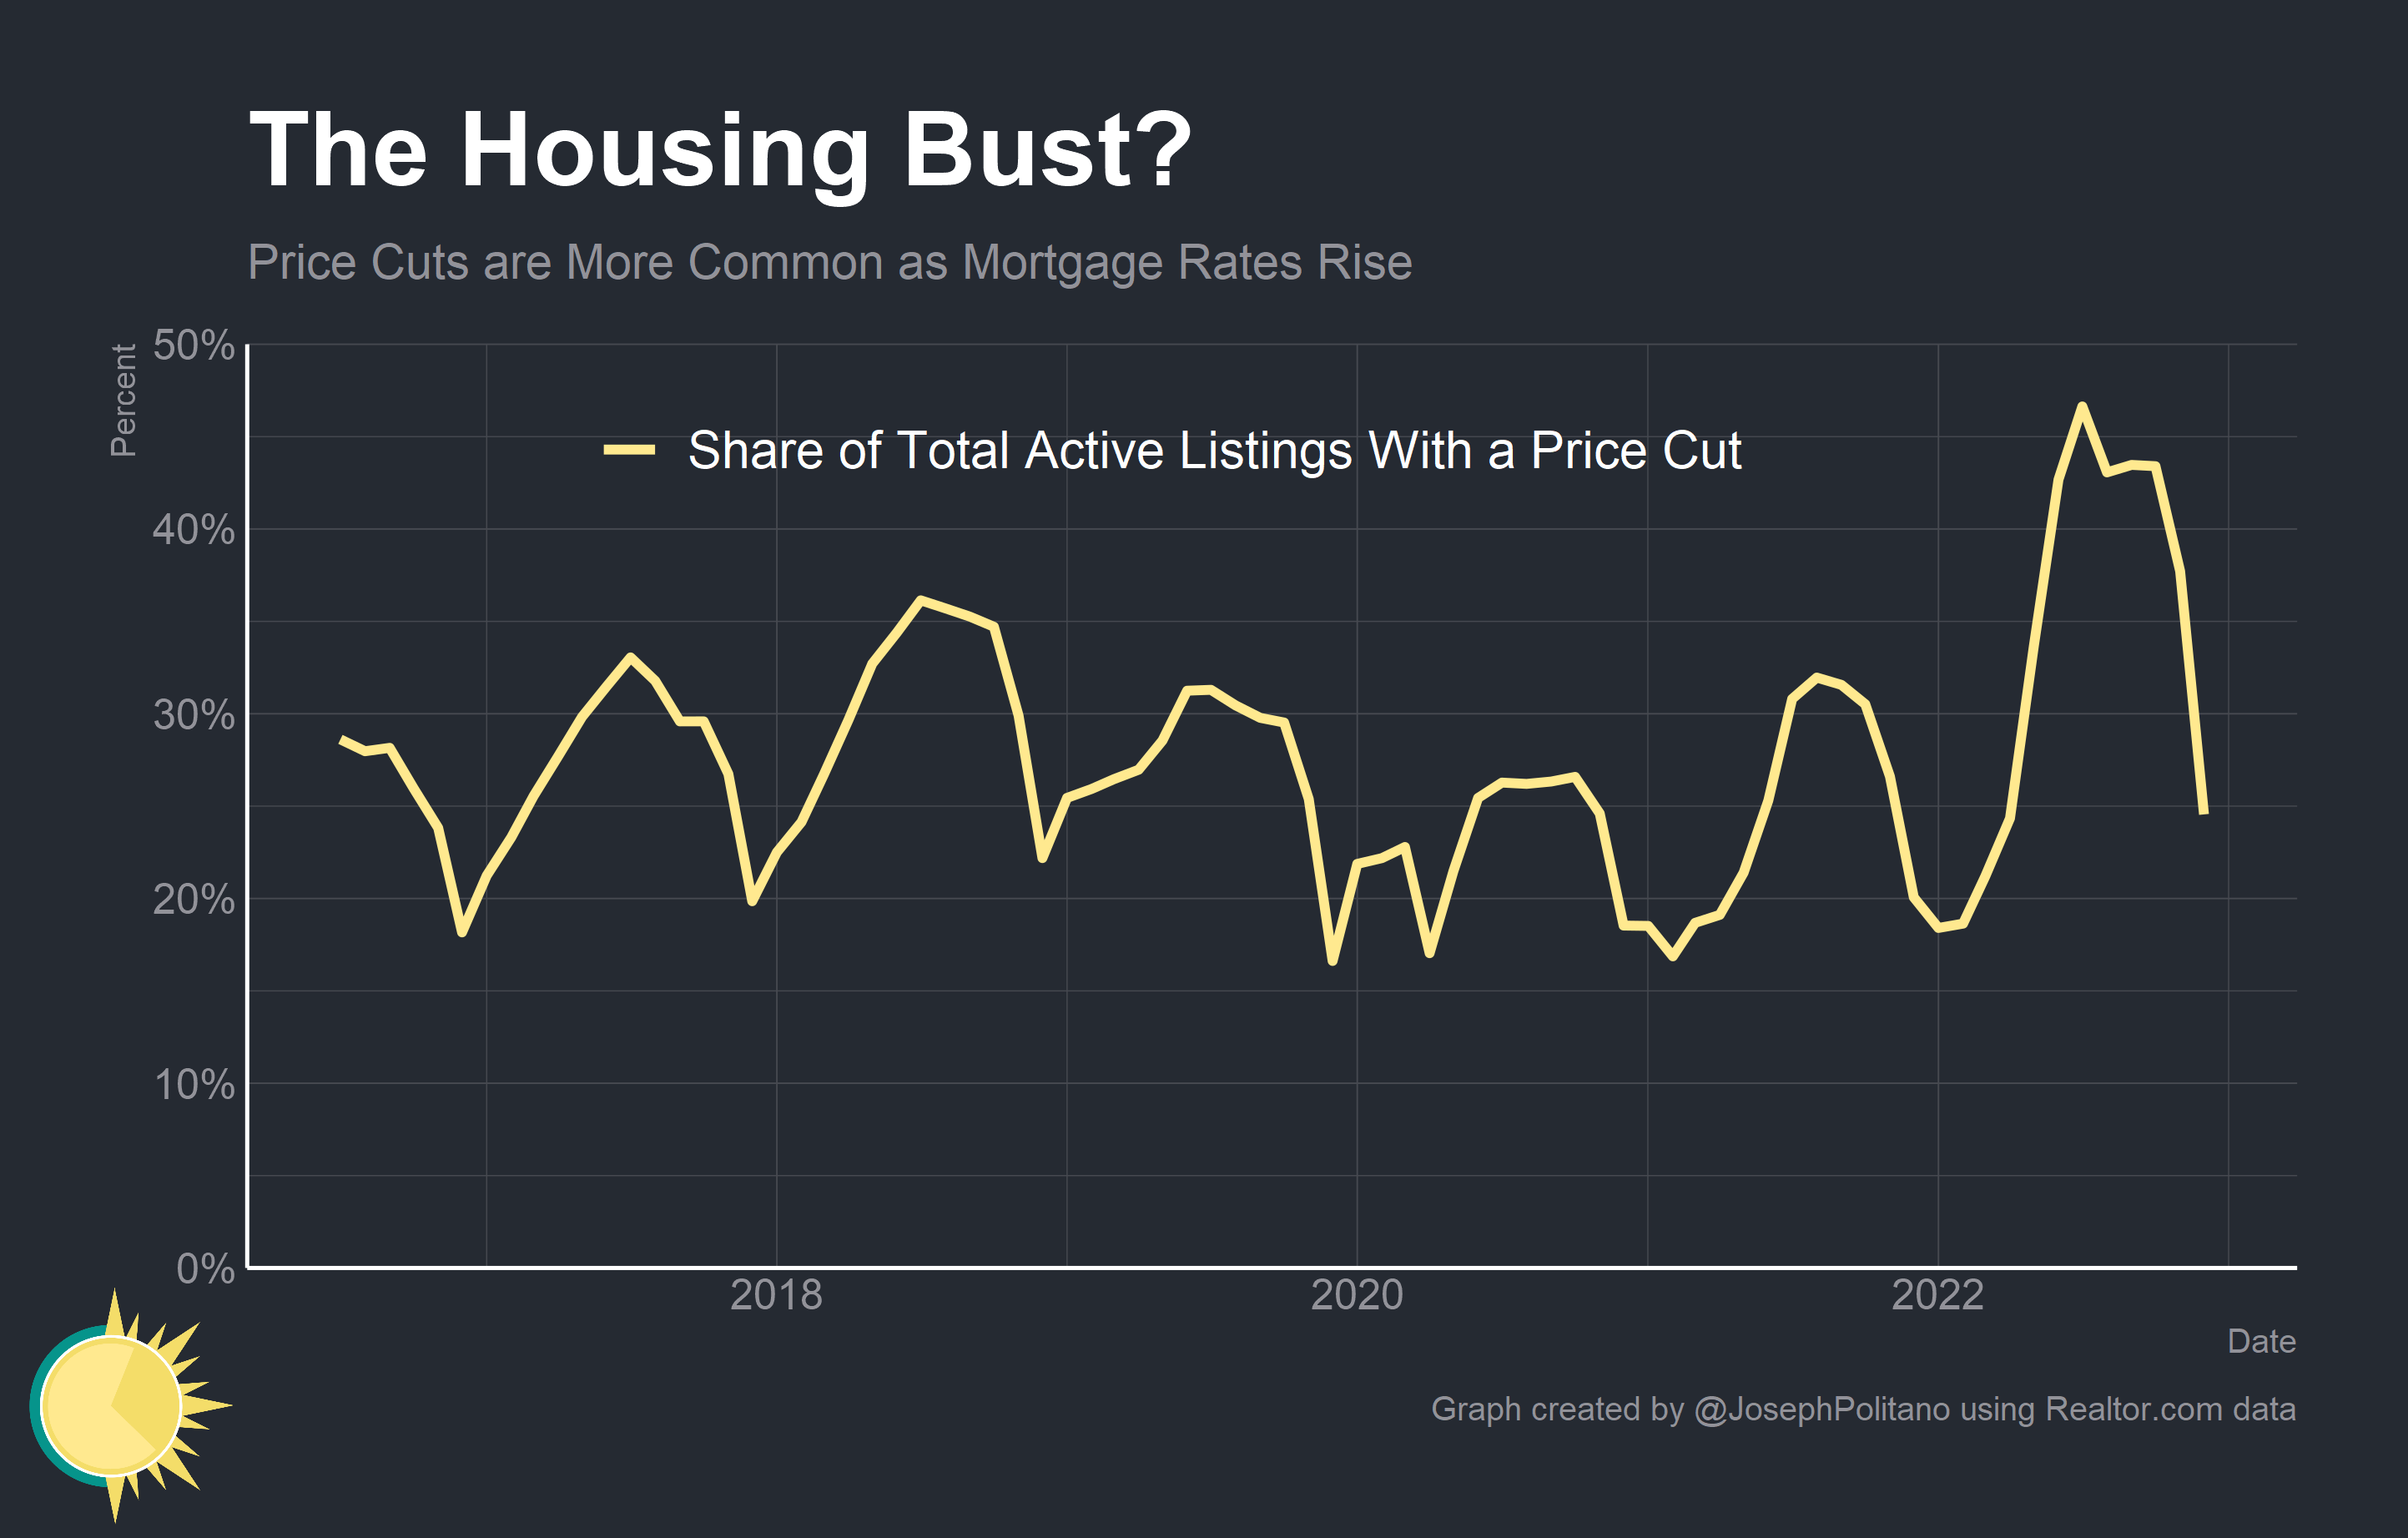 The Housing Bust?
Price Cuts are More Common as Mortgage Rates Rise
Percent
50%
Share of Total Active Listings With a Price Cut
40%
30%
20%
10%
0%
2018 2020 2022
Date
Graph created by @JosephPolitano using Realtor.com data